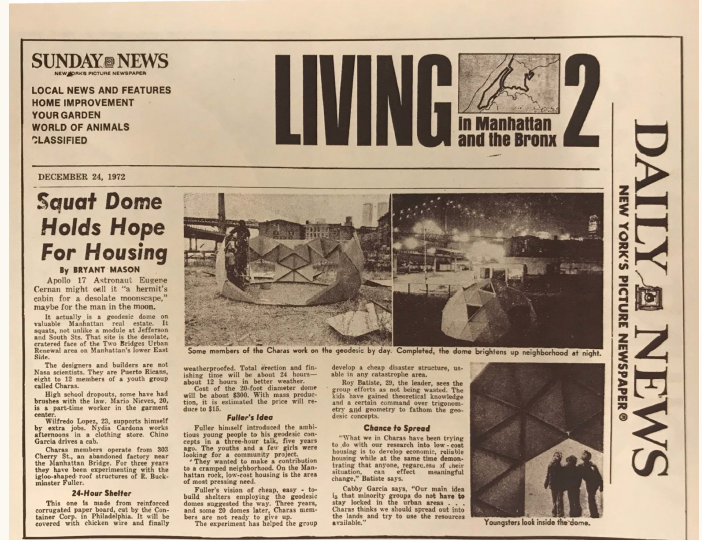 SUNDAY NEWS
NEW YORK'S PICTURE NEWSPAPER
LOCAL NEWS AND FEATURES
HOME IMPROVEMENT
YOUR GARDEN
WORLD OF ANIMALS
CLASSIFIED
LIVING 2
in Manhattan
and the Bronx
DAILY NEWS
NEW YORK'S PICTURE NEWSPAPER ®
DECEMBER 24, 1972
Squat Dome
Holds Hope
For Housing
By BRYANT MASON
Apollo 17 Astronaut Eugene
Cernan might call it "a hermit's
cabin for a desolate moonscape,"
maybe for the man in the moon.
It actually is a geodesic dome on
valuable Manhattan real estate. It
squats, not unlike a module at Jefferson
and South Sts. That site is the desolate,
cratered face of the Two Bridges Urban
Renewal area on Manhattan's lower East
Side.
The designers and builders are not
Nasa scientists. They are Puerto Ricans,
eight to 12 members of a youth group
called Charas.
High school dropouts, some have had
brushes with the law. Mario Nieves, 20,
is a part-time worker in the garment
center.
Wilfredo Lopez, 23, supports himself
by extra jobs. Nydia Cardona works
afternoons in a clothing store. Chino
Garcia drives a cab.
Charas members operate from 303
Cherry St., an abandoned factory near
the Manhattan Bridge. For three years
they have been experimenting with the
igloo-shaped roof structures of R. Buck-
minster Fuller.
24-Hour Shelter
This one is made from reinforced
corrugated paper board, cut by the Con-
tainer Corp. in Philadelphia. It will be
covered with chicken wire and finally
Some members of the Charas work on the geodesic by day. Completed, the dome brightens up neighborhood at night.
weatherproofed. Total erection and fin-
ishing time will be about 24 hours—
about 12 hours in better weather.
Cost of the 20-foot diameter dome
will be about $300. With mass produc-
tion, it is estimated the price will re-
duce to $15.
Fuller's Idea
Fuller himself introduced the ambi-
tious young people to his geodesic con-
cepts in a three-hour talk, five years
ago. The youths and a few girls were
looking for a community project.
They wanted to make a contribution
to a cramped neighborhood. On the Man-
hattan rock, low-cost housing is the area
of most pressing need.
Fuller's vision of cheap, easy-to-
build shelters employing the geodesic
domes suggested the way. Three years,
and some 20 domes later, Charas mem-
bers are not ready to give up.
The experiment has helped the group
develop a cheap disaster structure, us-
able in any catastrophe area.
Roy Batiste, 29, the leader, sees the
group efforts as not being wasted. The
kids have gained theoretical knowledge
and a certain command over trigonom-
etry and geometry to fathom the geo-
desic concepts.
Chance to Spread
"What we in Charas have been trying
to do with our research into low-cost
housing is to develop economic, reliable
housing while at the same time demon-
trating that anyone, regardless of their
situation, can effect meaningful
change," Batiste says.
Cabby Garcia says, "Our main idea
is that minority groups do not have to
stay locked in the urban areas . . .
Charas thinks we should spread out into
the lands and try to use the resources
available."
Youngsters look inside the dome.